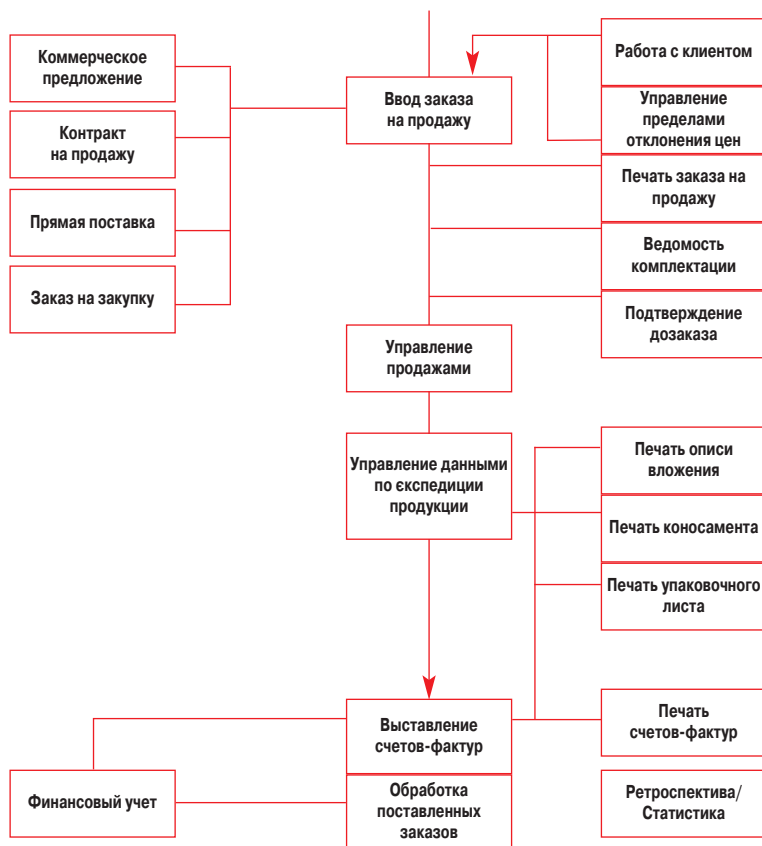 Коммерческое
предложение
Контракт
на продажу
Прямая поставка
Заказ на закупку
Ввод заказа
на продажу
Работа с клиентом
Управление
пределами
отклонения цен
Печать заказа на
продажу
Ведомость
комплектации
Подтверждение
дозаказа
Управление
продажами
Управление данными
по єкспедиции
продукции
Печать описи
вложения
Печать коносамента
Печать упаковочного
листа
Выставление
счетов-фактур
Печать
счетов-фактур
Финансовый учет
Обработка
поставленных
заказов
Ретроспектива/
Статистика